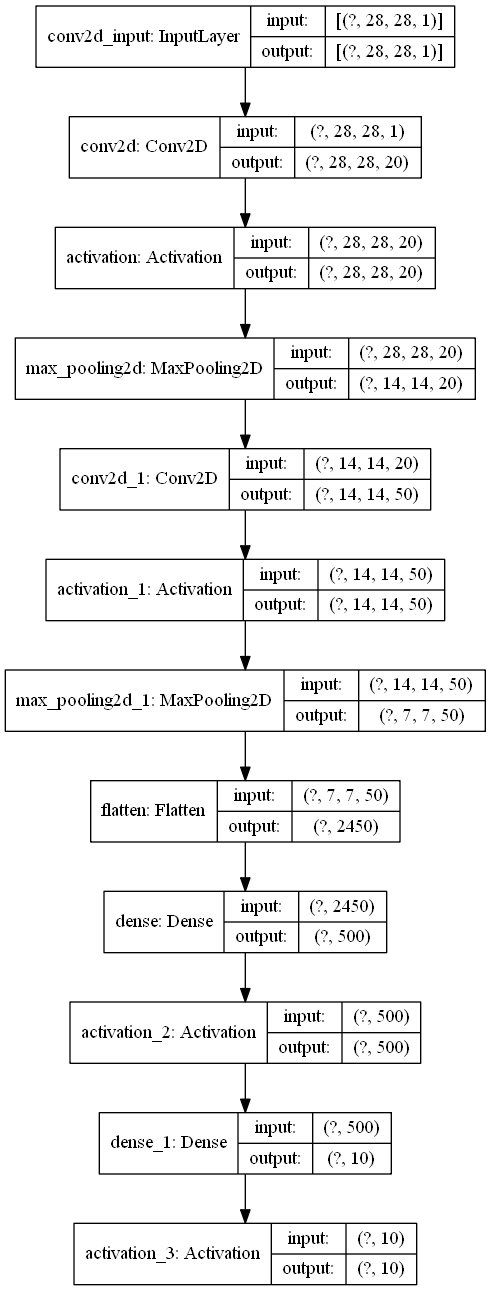 conv2d_input: InputLayer
input:
[(?, 28, 28, 1)]
output:
[(?, 28, 28, 1)]
conv2d: Conv2D
input:
(?, 28, 28, 1)
output:
(?, 28, 28, 20)
activation: Activation
input:
(?, 28, 28, 20)
output:
(?, 28, 28, 20)
max_pooling2d: MaxPooling2D
input:
(?, 28, 28, 20)
output:
(?, 14, 14, 20)
conv2d_1: Conv2D
input:
(?, 14, 14, 20)
output:
(?, 14, 14, 50)
activation_1: Activation
input:
(?, 14, 14, 50)
output:
(?, 14, 14, 50)
max_pooling2d_1: MaxPooling2D
input:
(?, 14, 14, 50)
output:
(?, 7, 7, 50)
flatten: Flatten
input:
(?, 7, 7, 50)
output:
(?, 2450)
dense: Dense
input:
(?, 2450)
output:
(?, 500)
activation_2: Activation
input:
(?, 500)
output:
(?, 500)
dense_1: Dense
input:
(?, 500)
output:
(?, 10)
activation_3: Activation
input:
(?, 10)
output:
(?, 10)